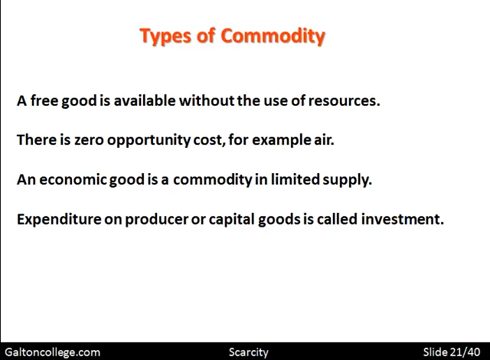 Types of Commodity
A free good is available without the use of resources.
There is zero opportunity cost, for example air.
An economic good is a commodity in limited supply.
Expenditure on producer or capital goods is called investment.
Galtoncollege.com Scarcity Slide 21/40